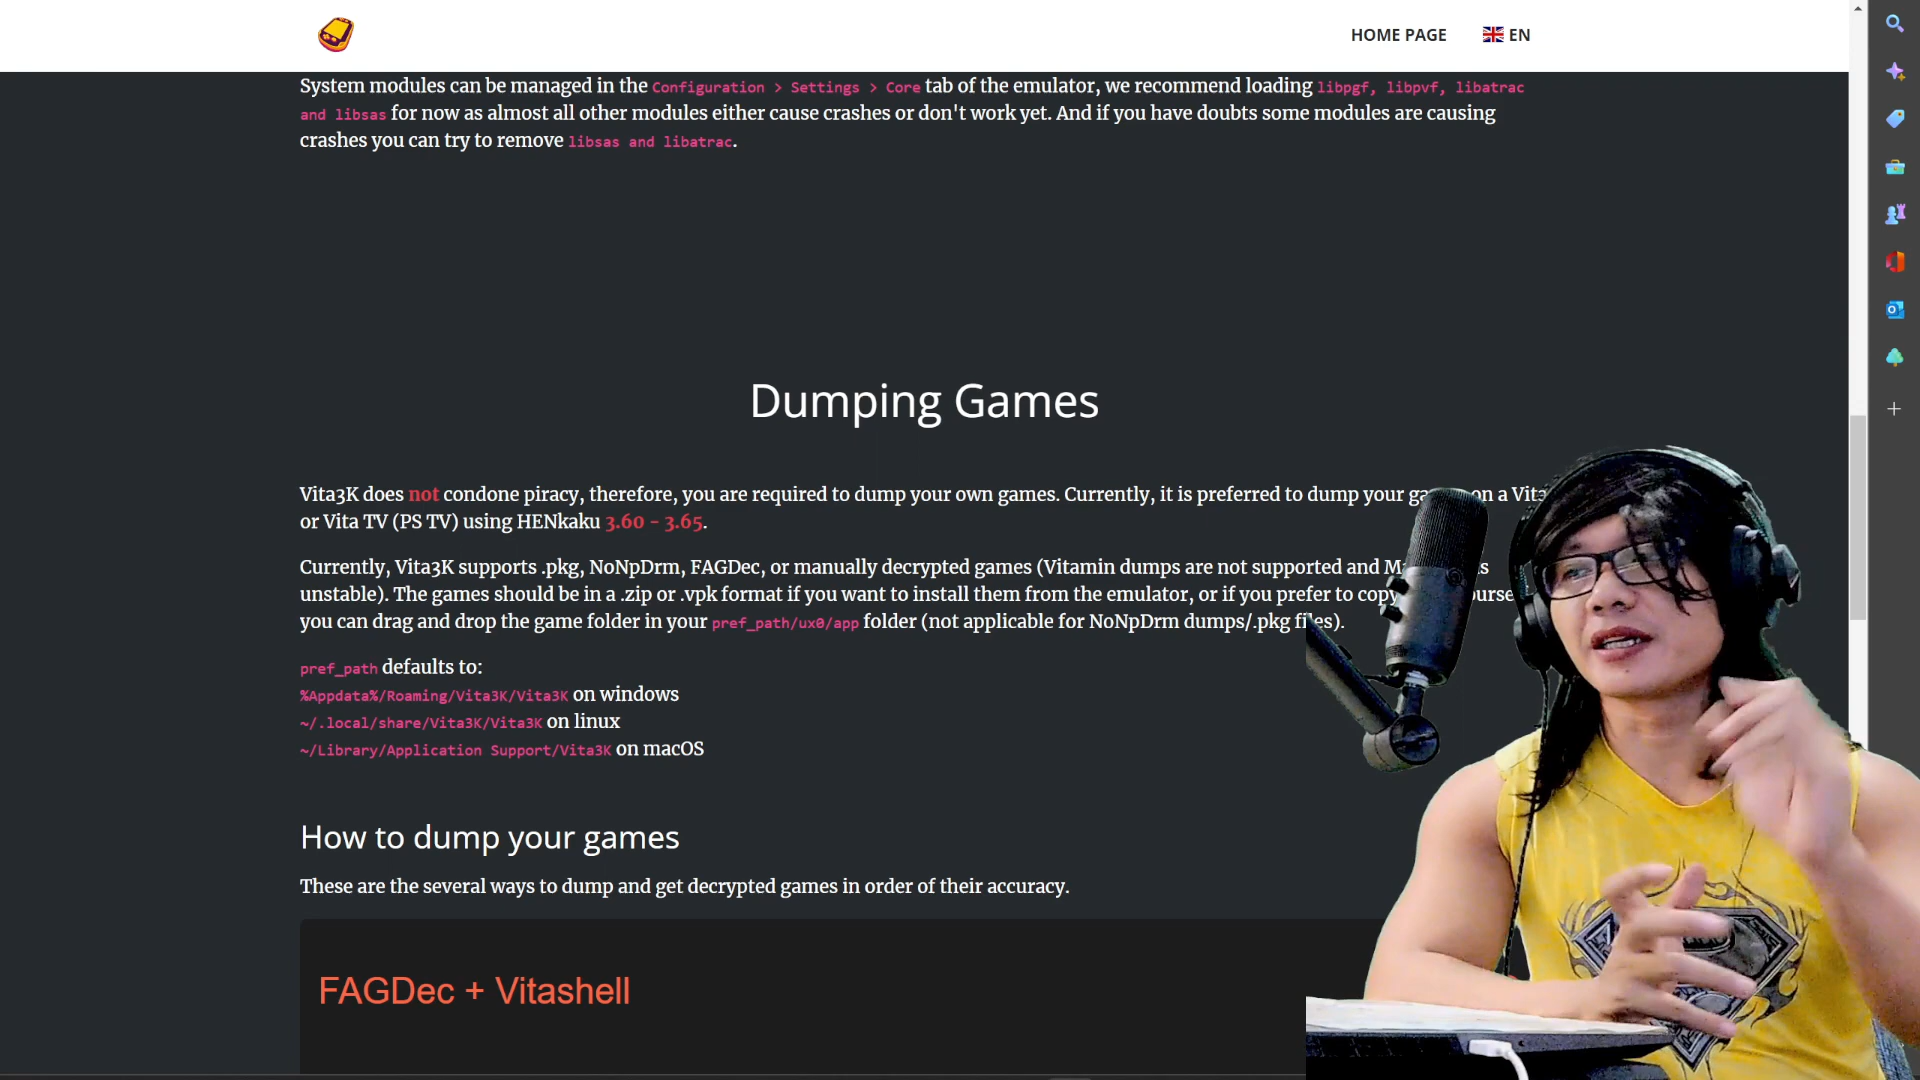 HOME PAGE EN
System modules can be managed in the Configuration > Settings > Core tab of the emulator, we recommend loading libpgf, libpvf, libatrac
and libsas for now as almost all other modules either cause crashes or don't work yet. And if you have doubts some modules are causing
crashes you can try to remove libsas and libatrac.
Dumping Games
Vita3K does not condone piracy, therefore, you are required to dump your own games. Currently, it is preferred to dump your on a Vita
or Vita TV (PS TV) using HENkaku 3.60 - 3.65.
Currently, Vita3K supports .pkg, NoNpDrm, FAGDec, or manually decrypted games (Vitamin dumps are not supported and
unstable). The games should be in a .zip or .vpk format if you want to install them from the emulator, or if you prefer to copy
you can drag and drop the game folder in your pref_path/ux0/app folder (not applicable for NoNpDrm dumps/.pkg files).
pref_path defaults to:
%Appdata%/Roaming/Vita3K/Vita3K on windows
~/.local/share/Vita3K/Vita3K on linux
~/Library/Application Support/Vita3K on macOS
How to dump your games
These are the several ways to dump and get decrypted games in order of their accuracy.
FAGDec + Vitashell